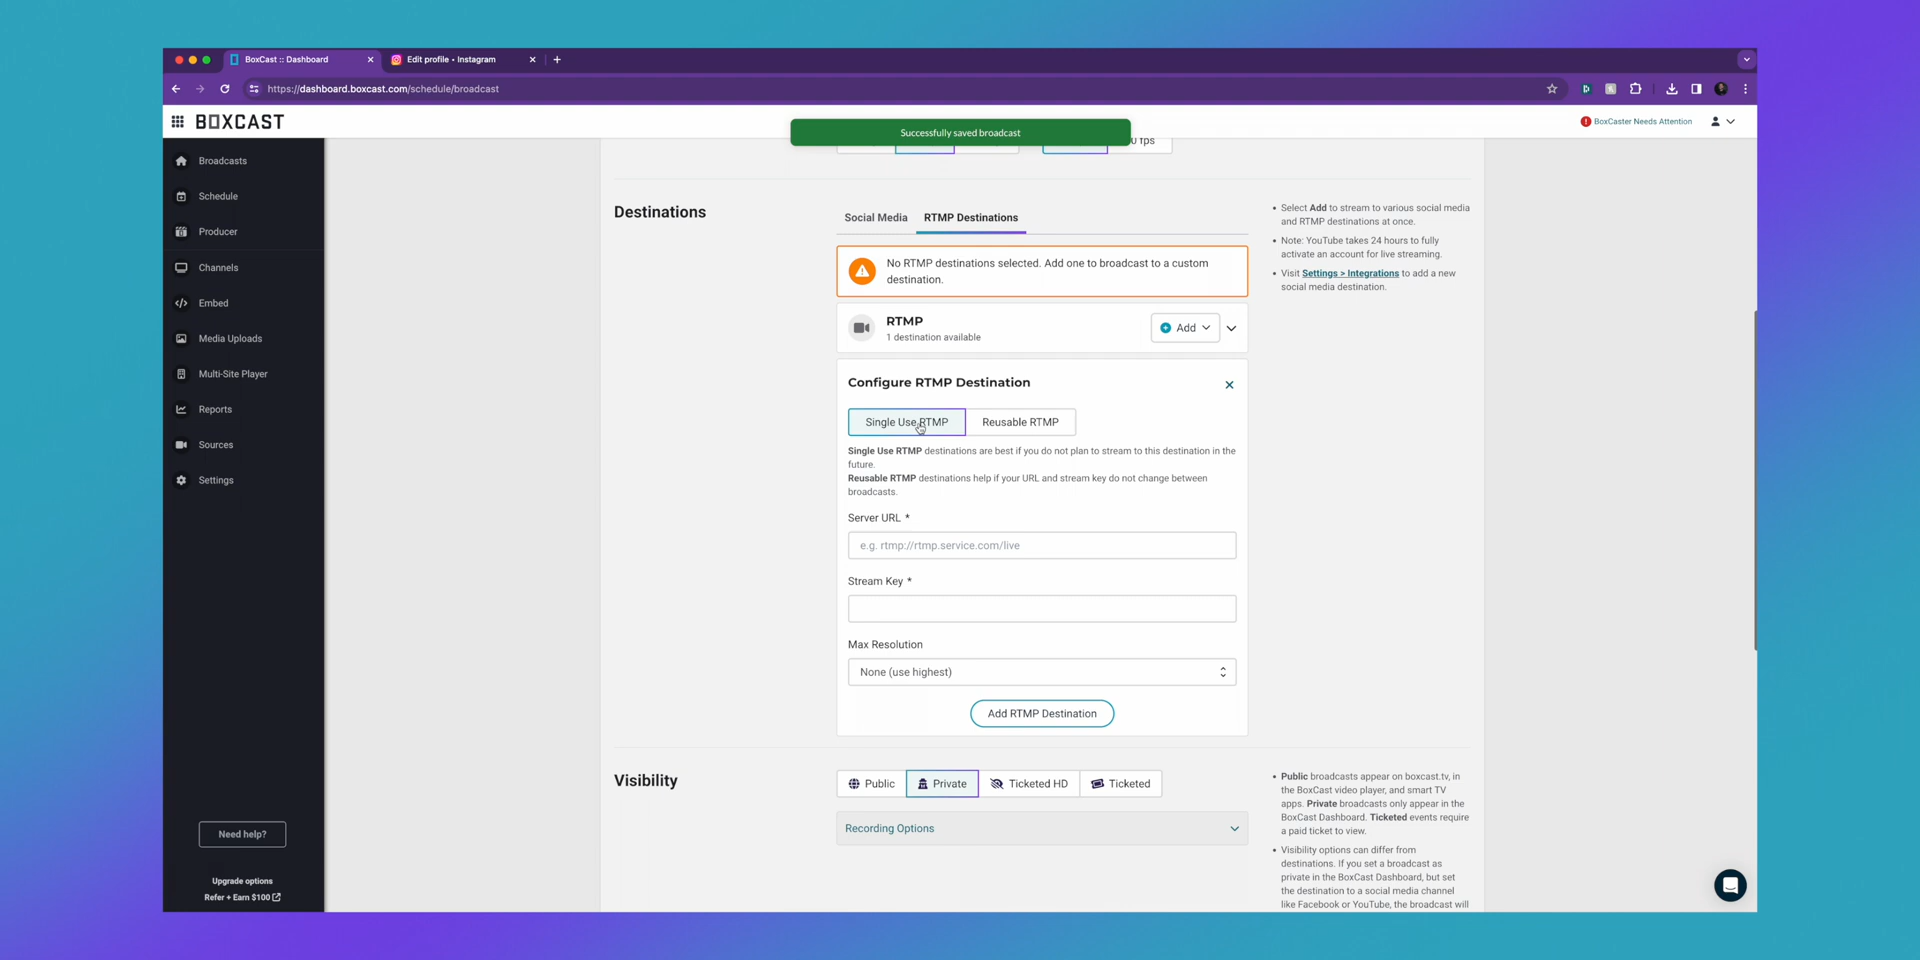 BoxCast :: Dashboard
Edit profile • Instagram
https://dashboard.boxcast.com/schedule/broadcast
BOXCAST
Successfully saved broadcast
BoxCaster Needs Attention
Broadcasts
Schedule
Producer
Channels
Embed
Media Uploads
Multi-Site Player
Reports
Sources
Settings
Need help?
Upgrade options
Refer + Earn $100
fps
Destinations
Social Media
RTMP Destinations
No RTMP destinations selected. Add one to broadcast to a custom
destination.
RTMP
1 destination available
Add
Configure RTMP Destination
Single Use RTMP
Reusable RTMP
Single Use RTMP destinations are best if you do not plan to stream to this destination in the
future.
Reusable RTMP destinations help if your URL and stream key do not change between
broadcasts.
Server URL *
e.g. rtmp://rtmp.service.com/live
Stream Key *
Max Resolution
None (use highest)
Add RTMP Destination
• Select Add to stream to various social media
and RTMP destinations at once.
• Note: YouTube takes 24 hours to fully
activate an account for live streaming.
• Visit Settings > Integrations to add a new
social media destination.
Visibility
Public
Private
Ticketed HD
Ticketed
Recording Options
• Public broadcasts appear on boxcast.tv, in
the BoxCast video player, and smart TV
apps. Private broadcasts only appear in the
BoxCast Dashboard. Ticketed events require
a paid ticket to view.
• Visibility options can differ from
destinations. If you set a broadcast as
private in the BoxCast Dashboard, but set
the destination to a social media channel
like Facebook or YouTube, the broadcast will